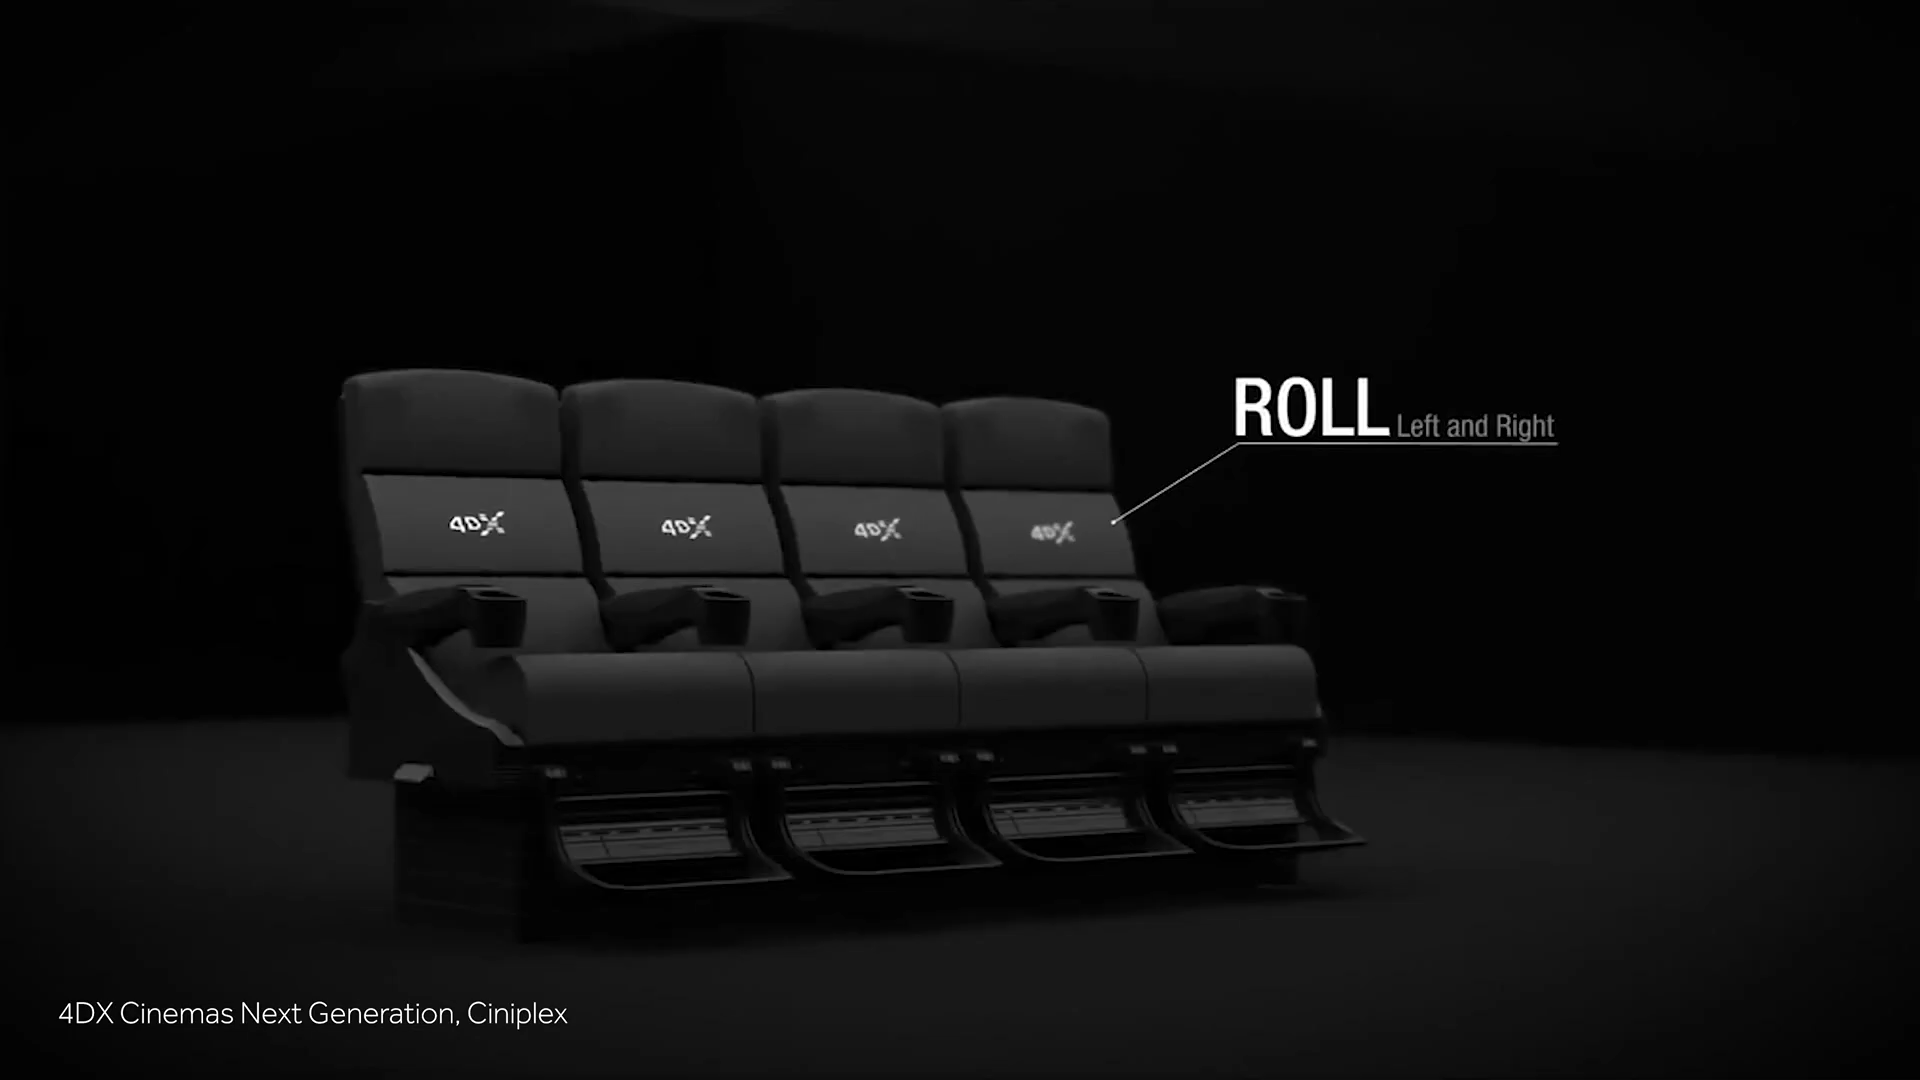 ROLL Left and Right
4DX
4DX
4DX
4DX
4DX Cinemas Next Generation, Ciniplex